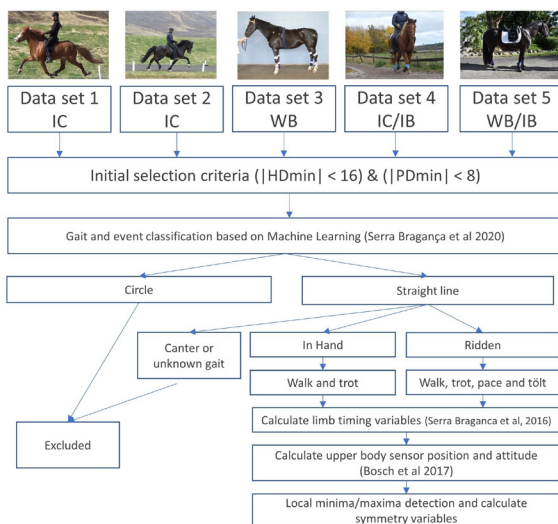 Data set 1
IC
Data set 2
IC
Data set 3
WB
Data set 4
IC/IB
Data set 5
WB/IB
Initial selection criteria (|HDmin| < 16) & (|PDmin| < 8)
Gait and event classification based on Machine Learning (Serra Bragança et al 2020)
Circle
Straight line
Canter or
unknown gait
In Hand
Ridden
Walk and trot
Walk, trot, pace and tölt
Excluded
Calculate limb timing variables (Serra Braganca et al, 2016)
Calculate upper body sensor position and attitude
(Bosch et al 2017)
Local minima/maxima detection and calculate
symmetry variables